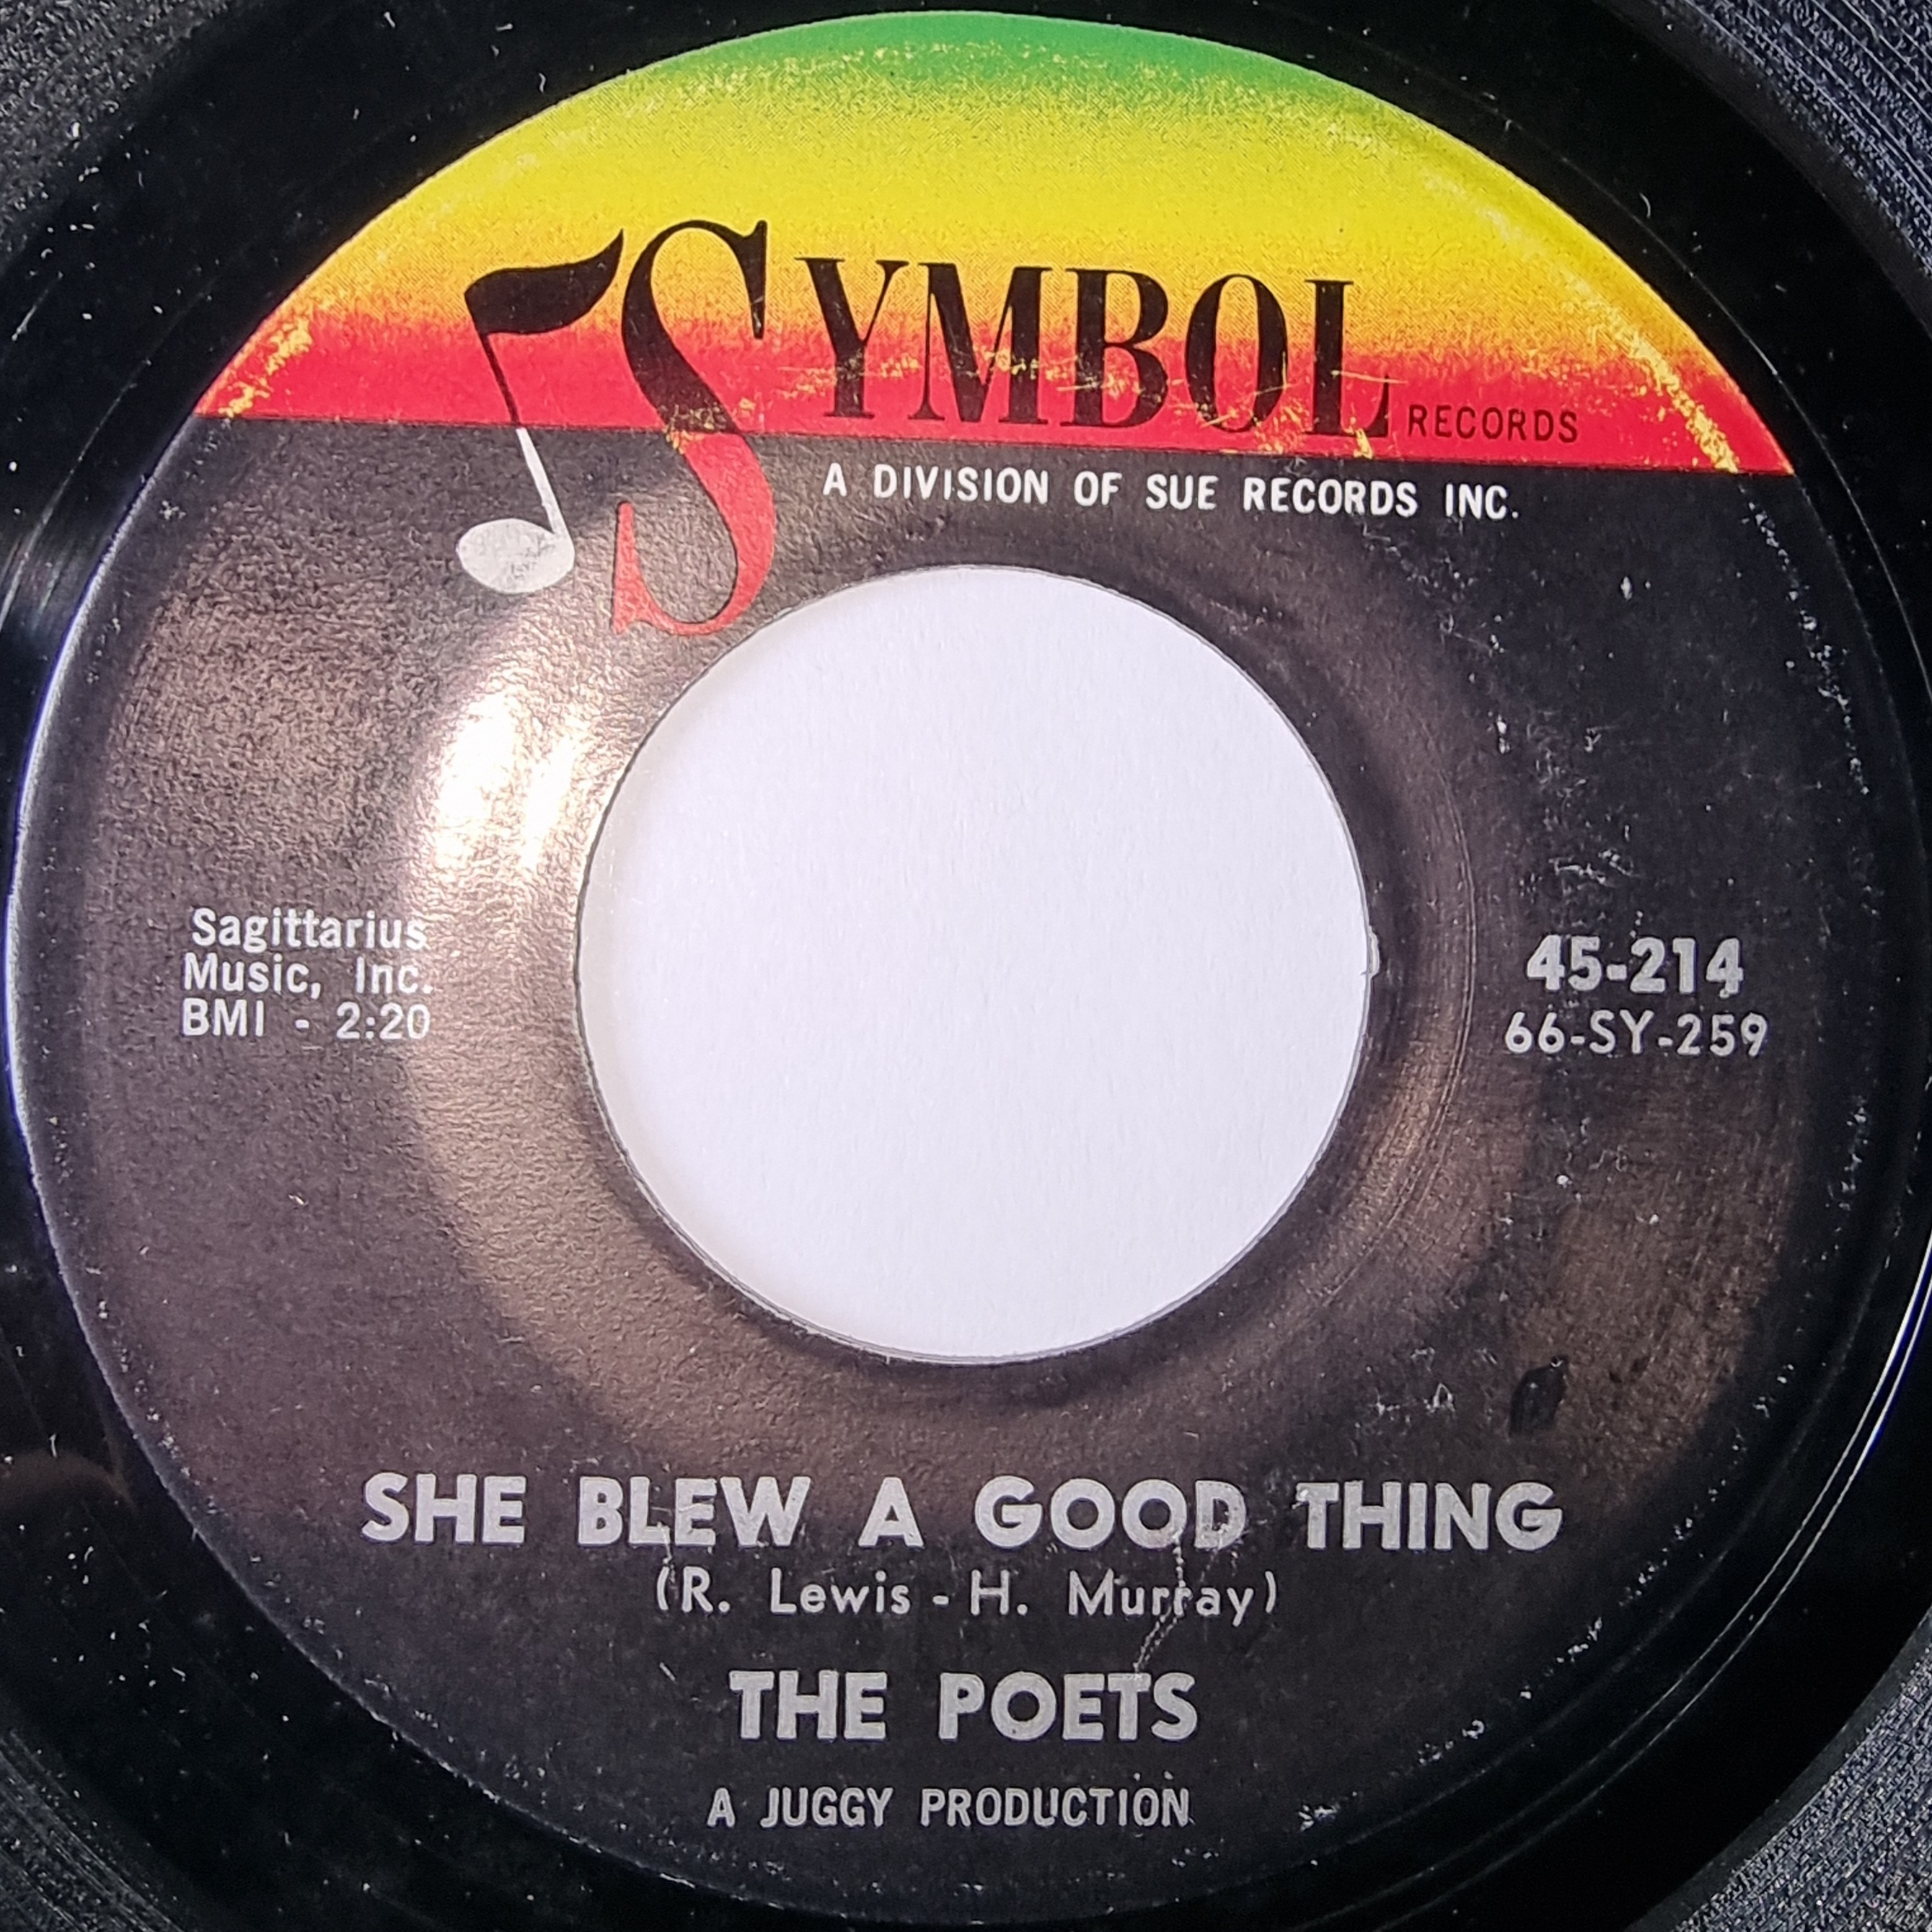 SYMBOL RECORDS
A DIVISION OF SUE RECORDS INC.
Sagittarius
Music, Inc.
BMI - 2:20
45-214
66-SY-259
SHE BLEW A GOOD THING
(R. Lewis - H. Murray)
THE POETS
A JUGGY PRODUCTION